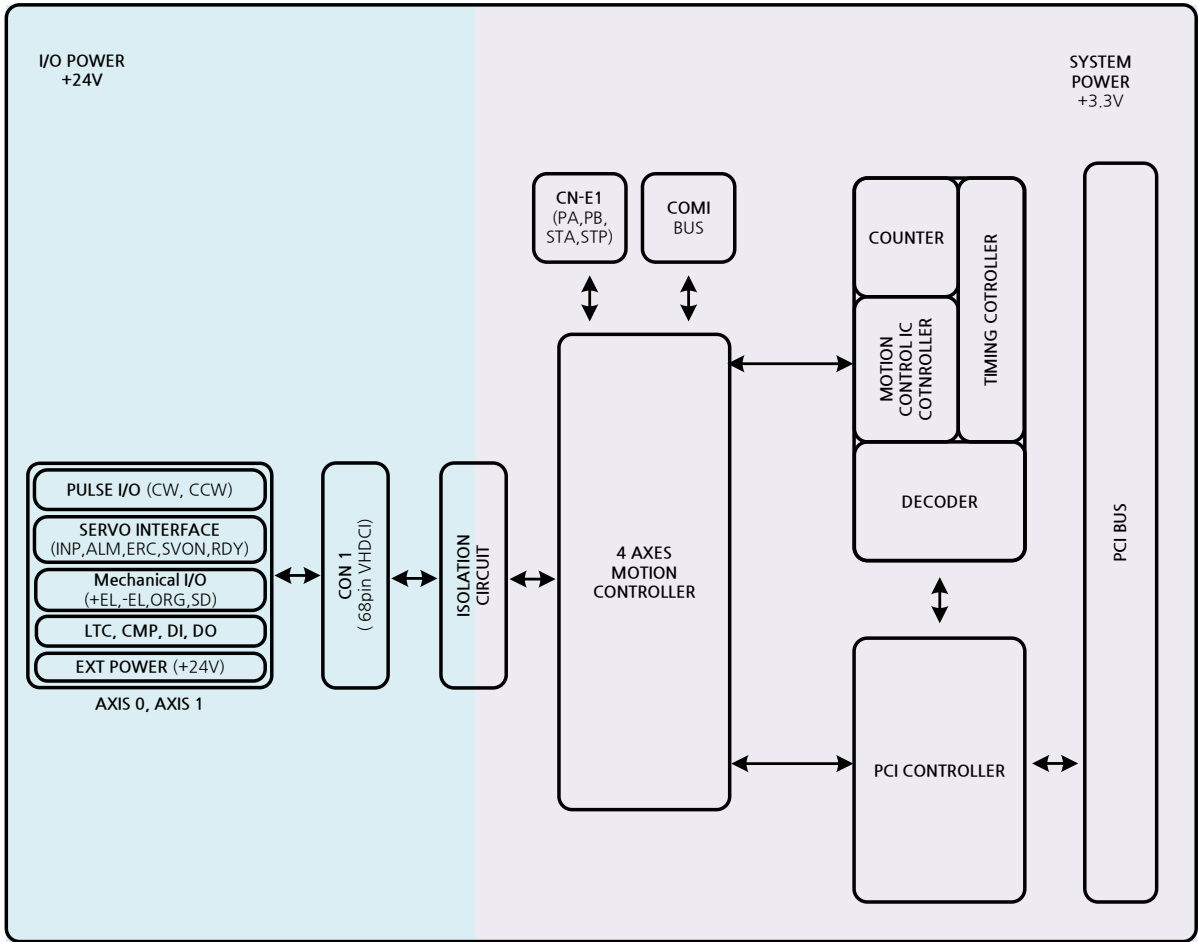 I/O POWER
+24V
SYSTEM
POWER
+3.3V
CN-E1
(PA,PB,
STA,STP)
COMI
BUS
COUNTER
MOTION
CONTROL IC
COTNROLLER
TIMING COTROLLER
DECODER
PULSE I/O (CW, CCW)
SERVO INTERFACE
(INP,ALM,ERC,SVON,RDY)
Mechanical I/O
(+EL,-EL,ORG,SD)
LTC, CMP, DI, DO
EXT POWER (+24V)
AXIS 0, AXIS 1
CON 1
( 68pin VHDCI)
ISOLATION
CIRCUIT
4 AXES
MOTION
CONTROLLER
PCI CONTROLLER
PCI BUS